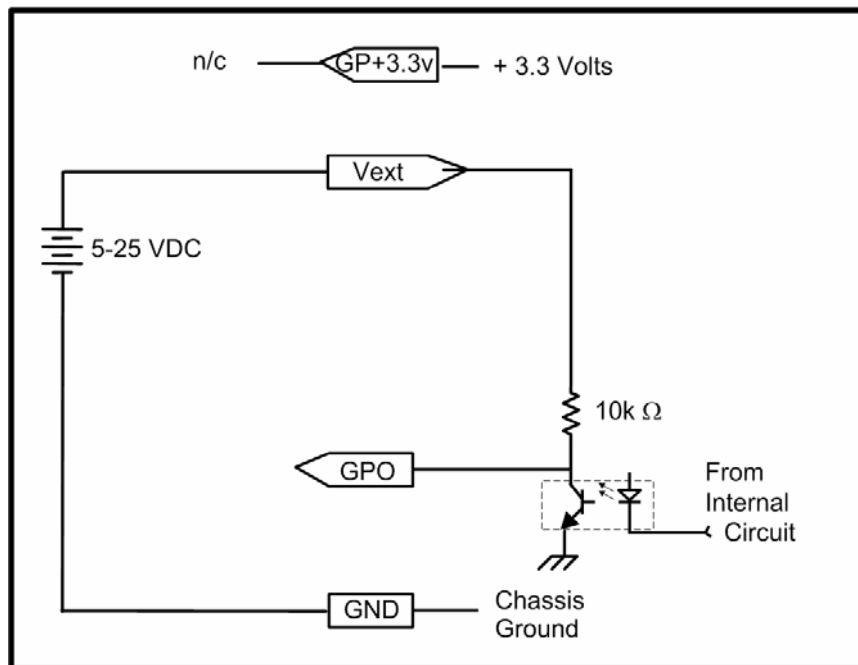 n/c
GP+3.3v
+ 3.3 Volts
Vext
5-25 VDC
10k Ω
GPO
From
Internal
Circuit
GND
Chassis
Ground